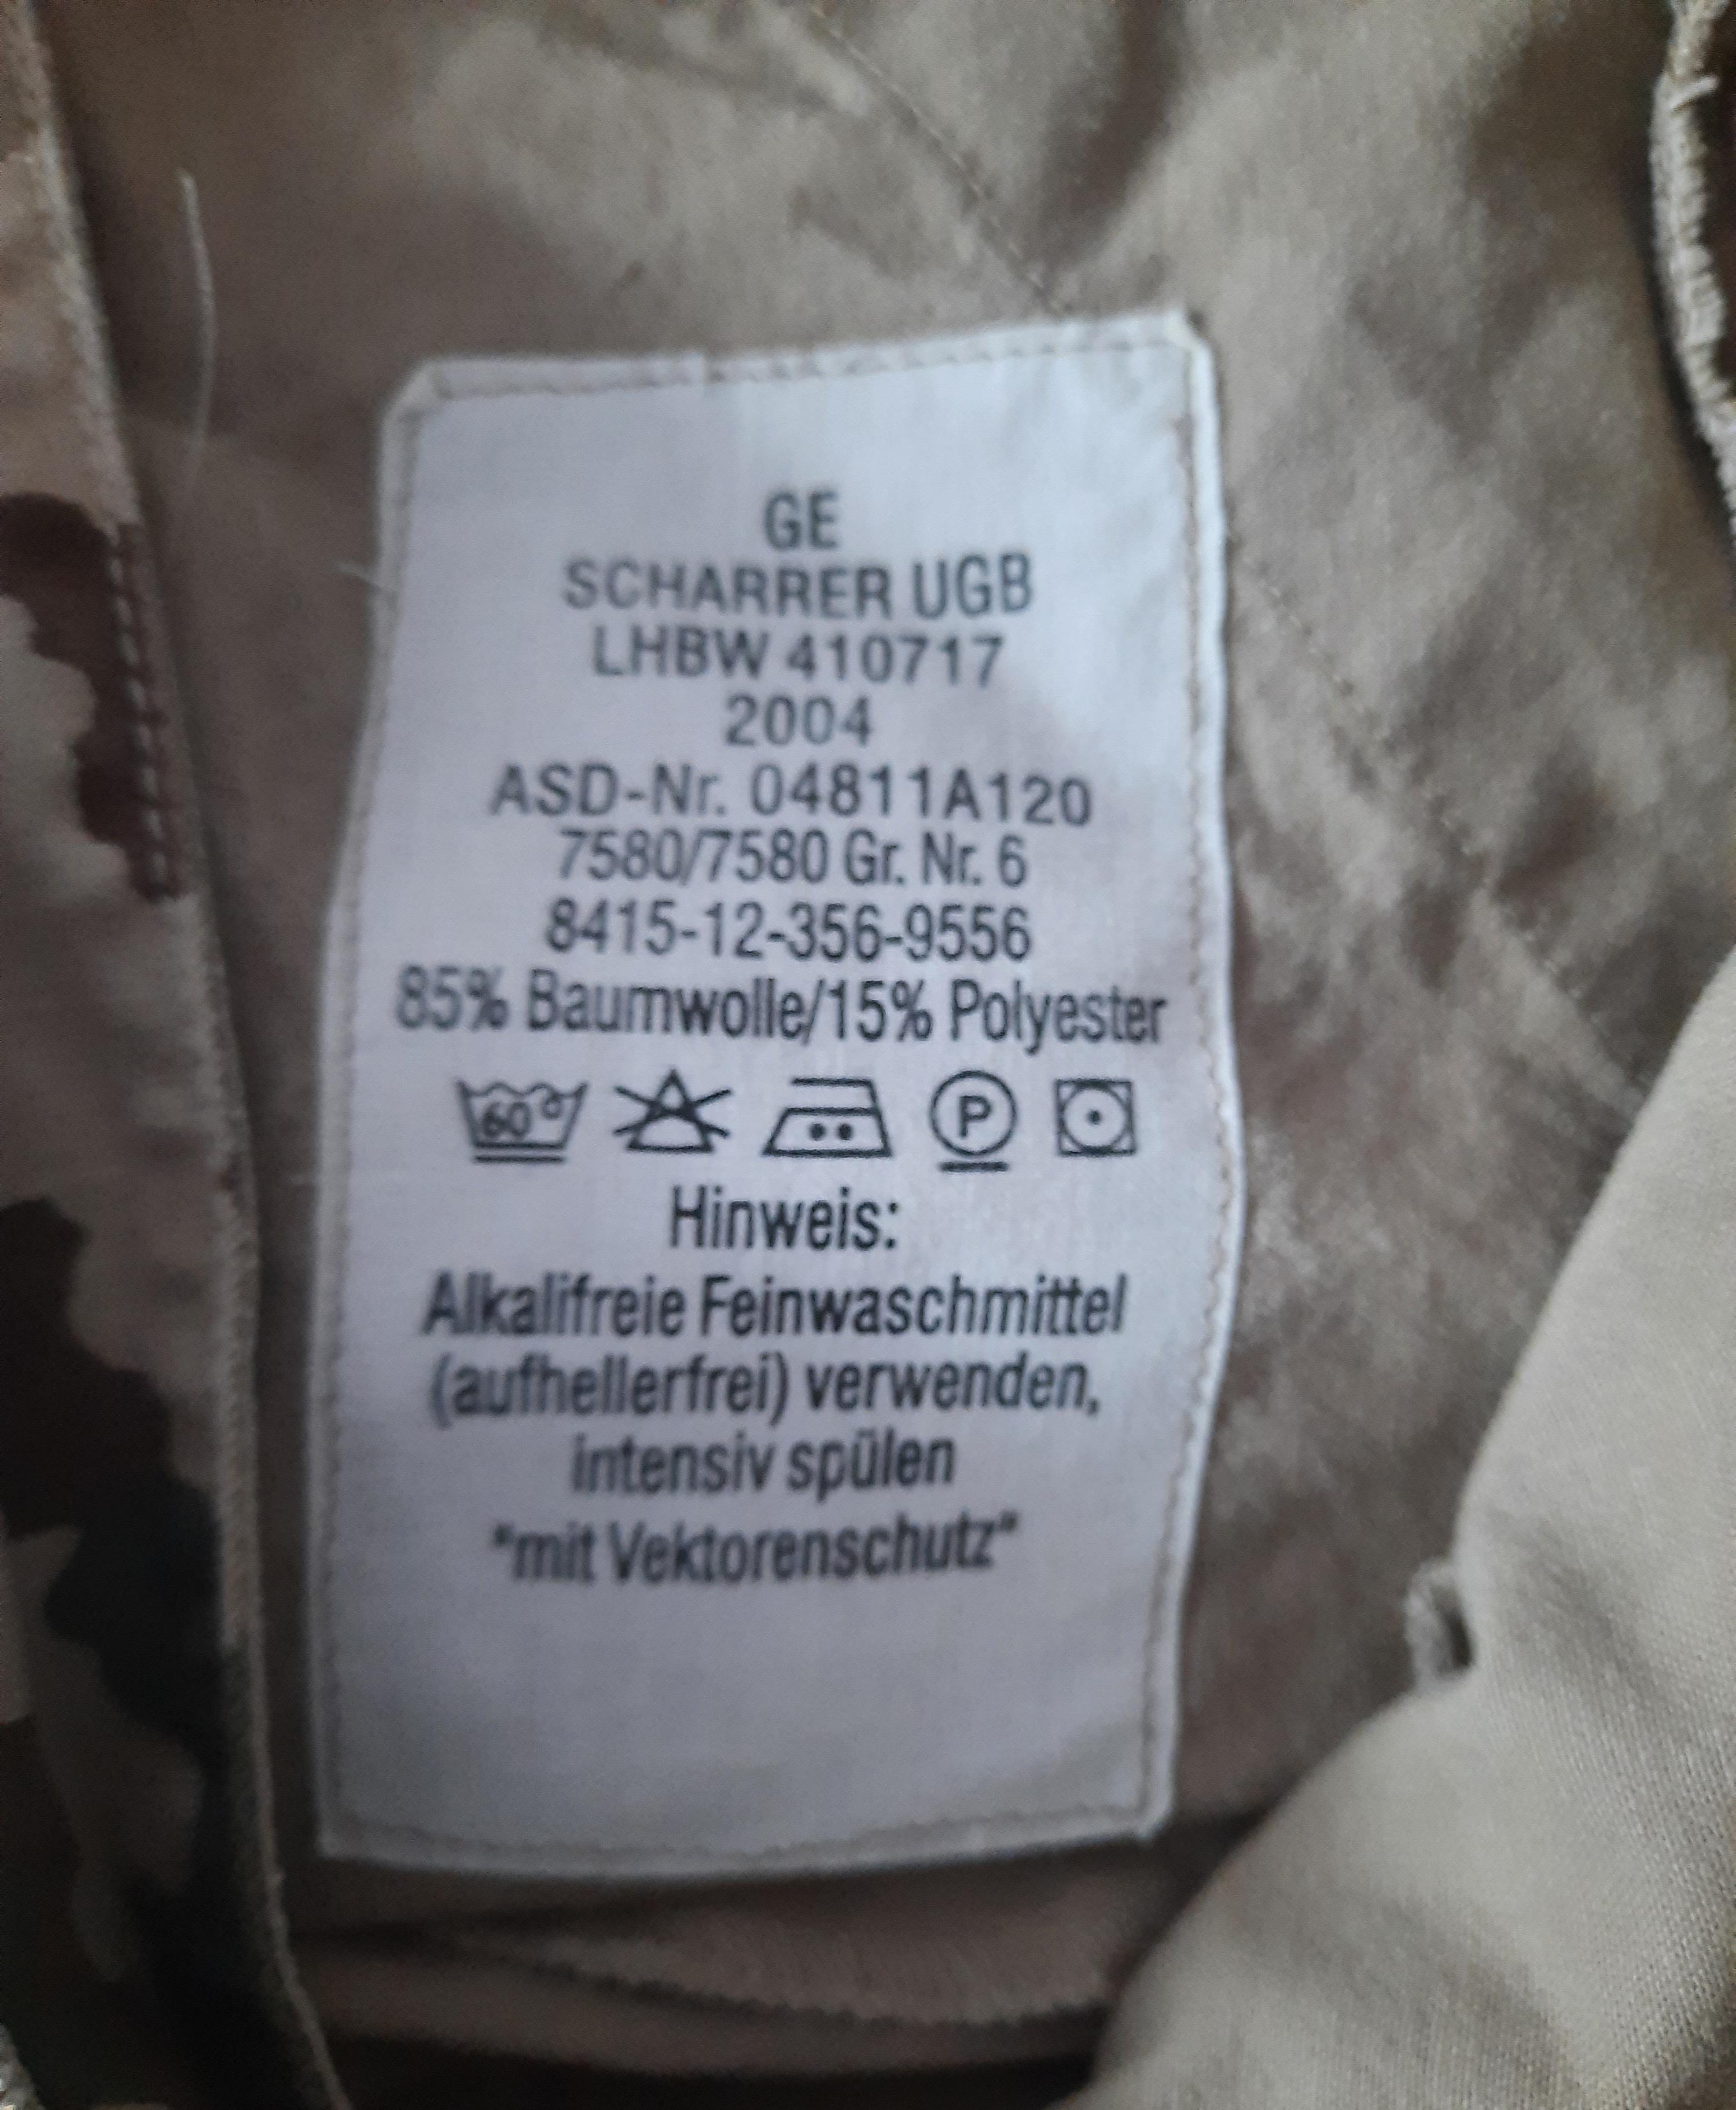 GE
SCHARRER UGB
LHBW 410717
2004
ASD-Nr. 04811A120
7580/7580 Gr. Nr. 6
8415-12-356-9556
85% Baumwolle/15% Polyester
60° P
Hinweis:
Alkalifreie Feinwaschmittel
(aufhellerfrei) verwenden,
intensiv spülen
"mit Vektorenschutz"